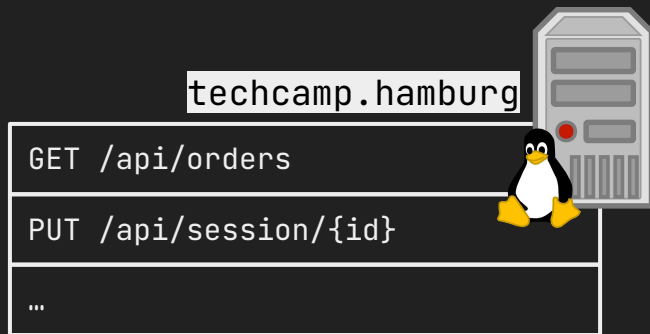 techcamp.hamburg
GET /api/orders
PUT /api/session/{id}
…